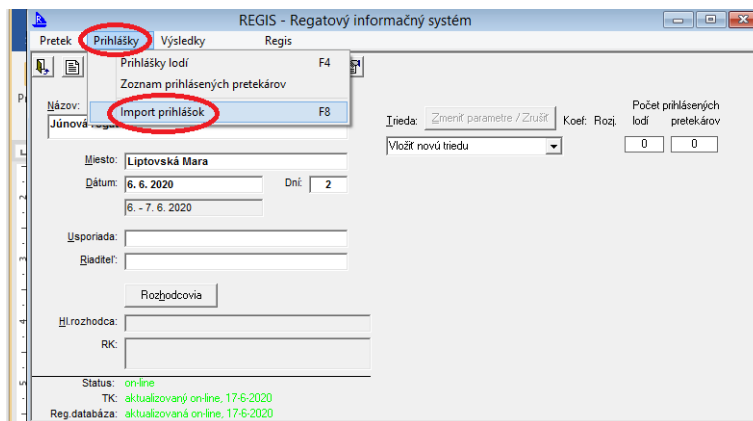 REGIS - Regatový informačný systém
Pretek Prihlášky Výsledky Regis
Prihlášky lodí F4
Zoznam prihlásených pretekárov
Import prihlášok F8
Názov:
Júnová
Trieda: Zmeniť parametre / Zrušiť Koef: Rozj. Počet prihlásených
lodí pretekárov
Vložiť novú triedu 0 0
Miesto: Liptovská Mara
Dátum: 6. 6. 2020 Dní: 2
6. - 7. 6. 2020
Usporiada:
Riaditeľ:
Rozhodcovia
Hl.rozhodca:
RK:
Status: on-line
TK: aktualizovaný on-line, 17-6-2020
Reg.databáza: aktualizovaná on-line, 17-6-2020